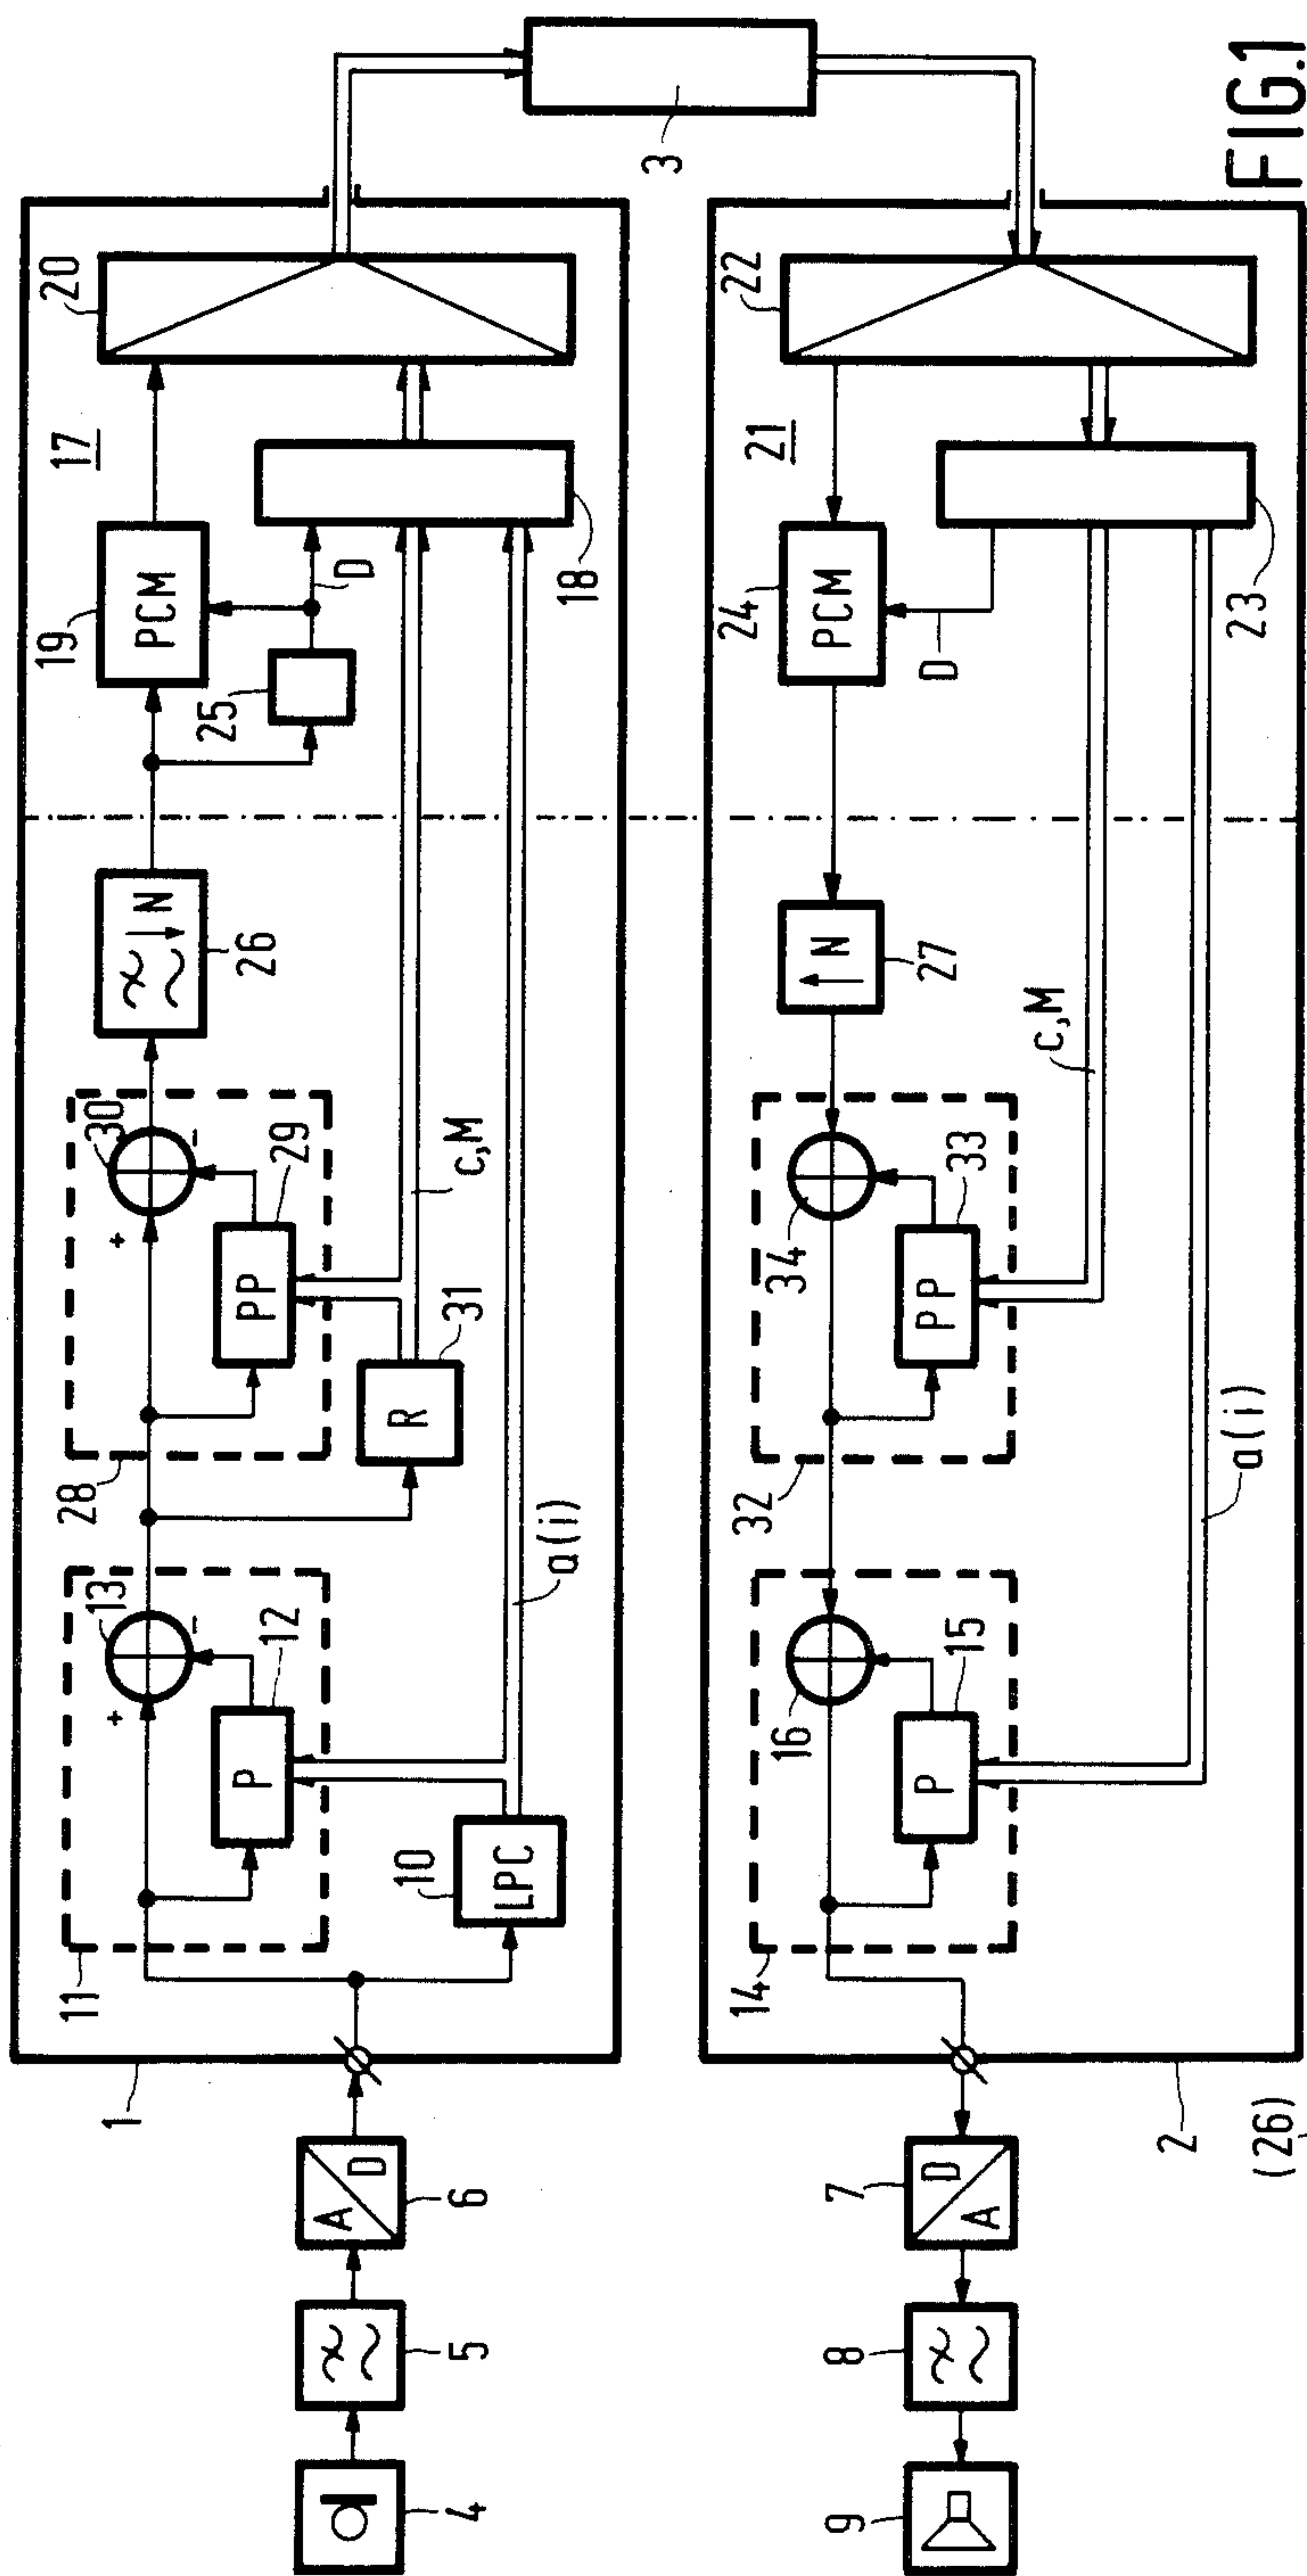 FIG.1
1
11
13
+
-
12
P
10
LPC
a(i)
28
30
+
-
29
PP
31
R
c,M
26
N
19
PCM
17
25
D
18
20
3
4
5
6
A
D
2
14
16
15
P
a(i)
32
34
33
PP
c,M
27
N
24
PCM
21
D
23
22
7
D
A
8
9
(26)